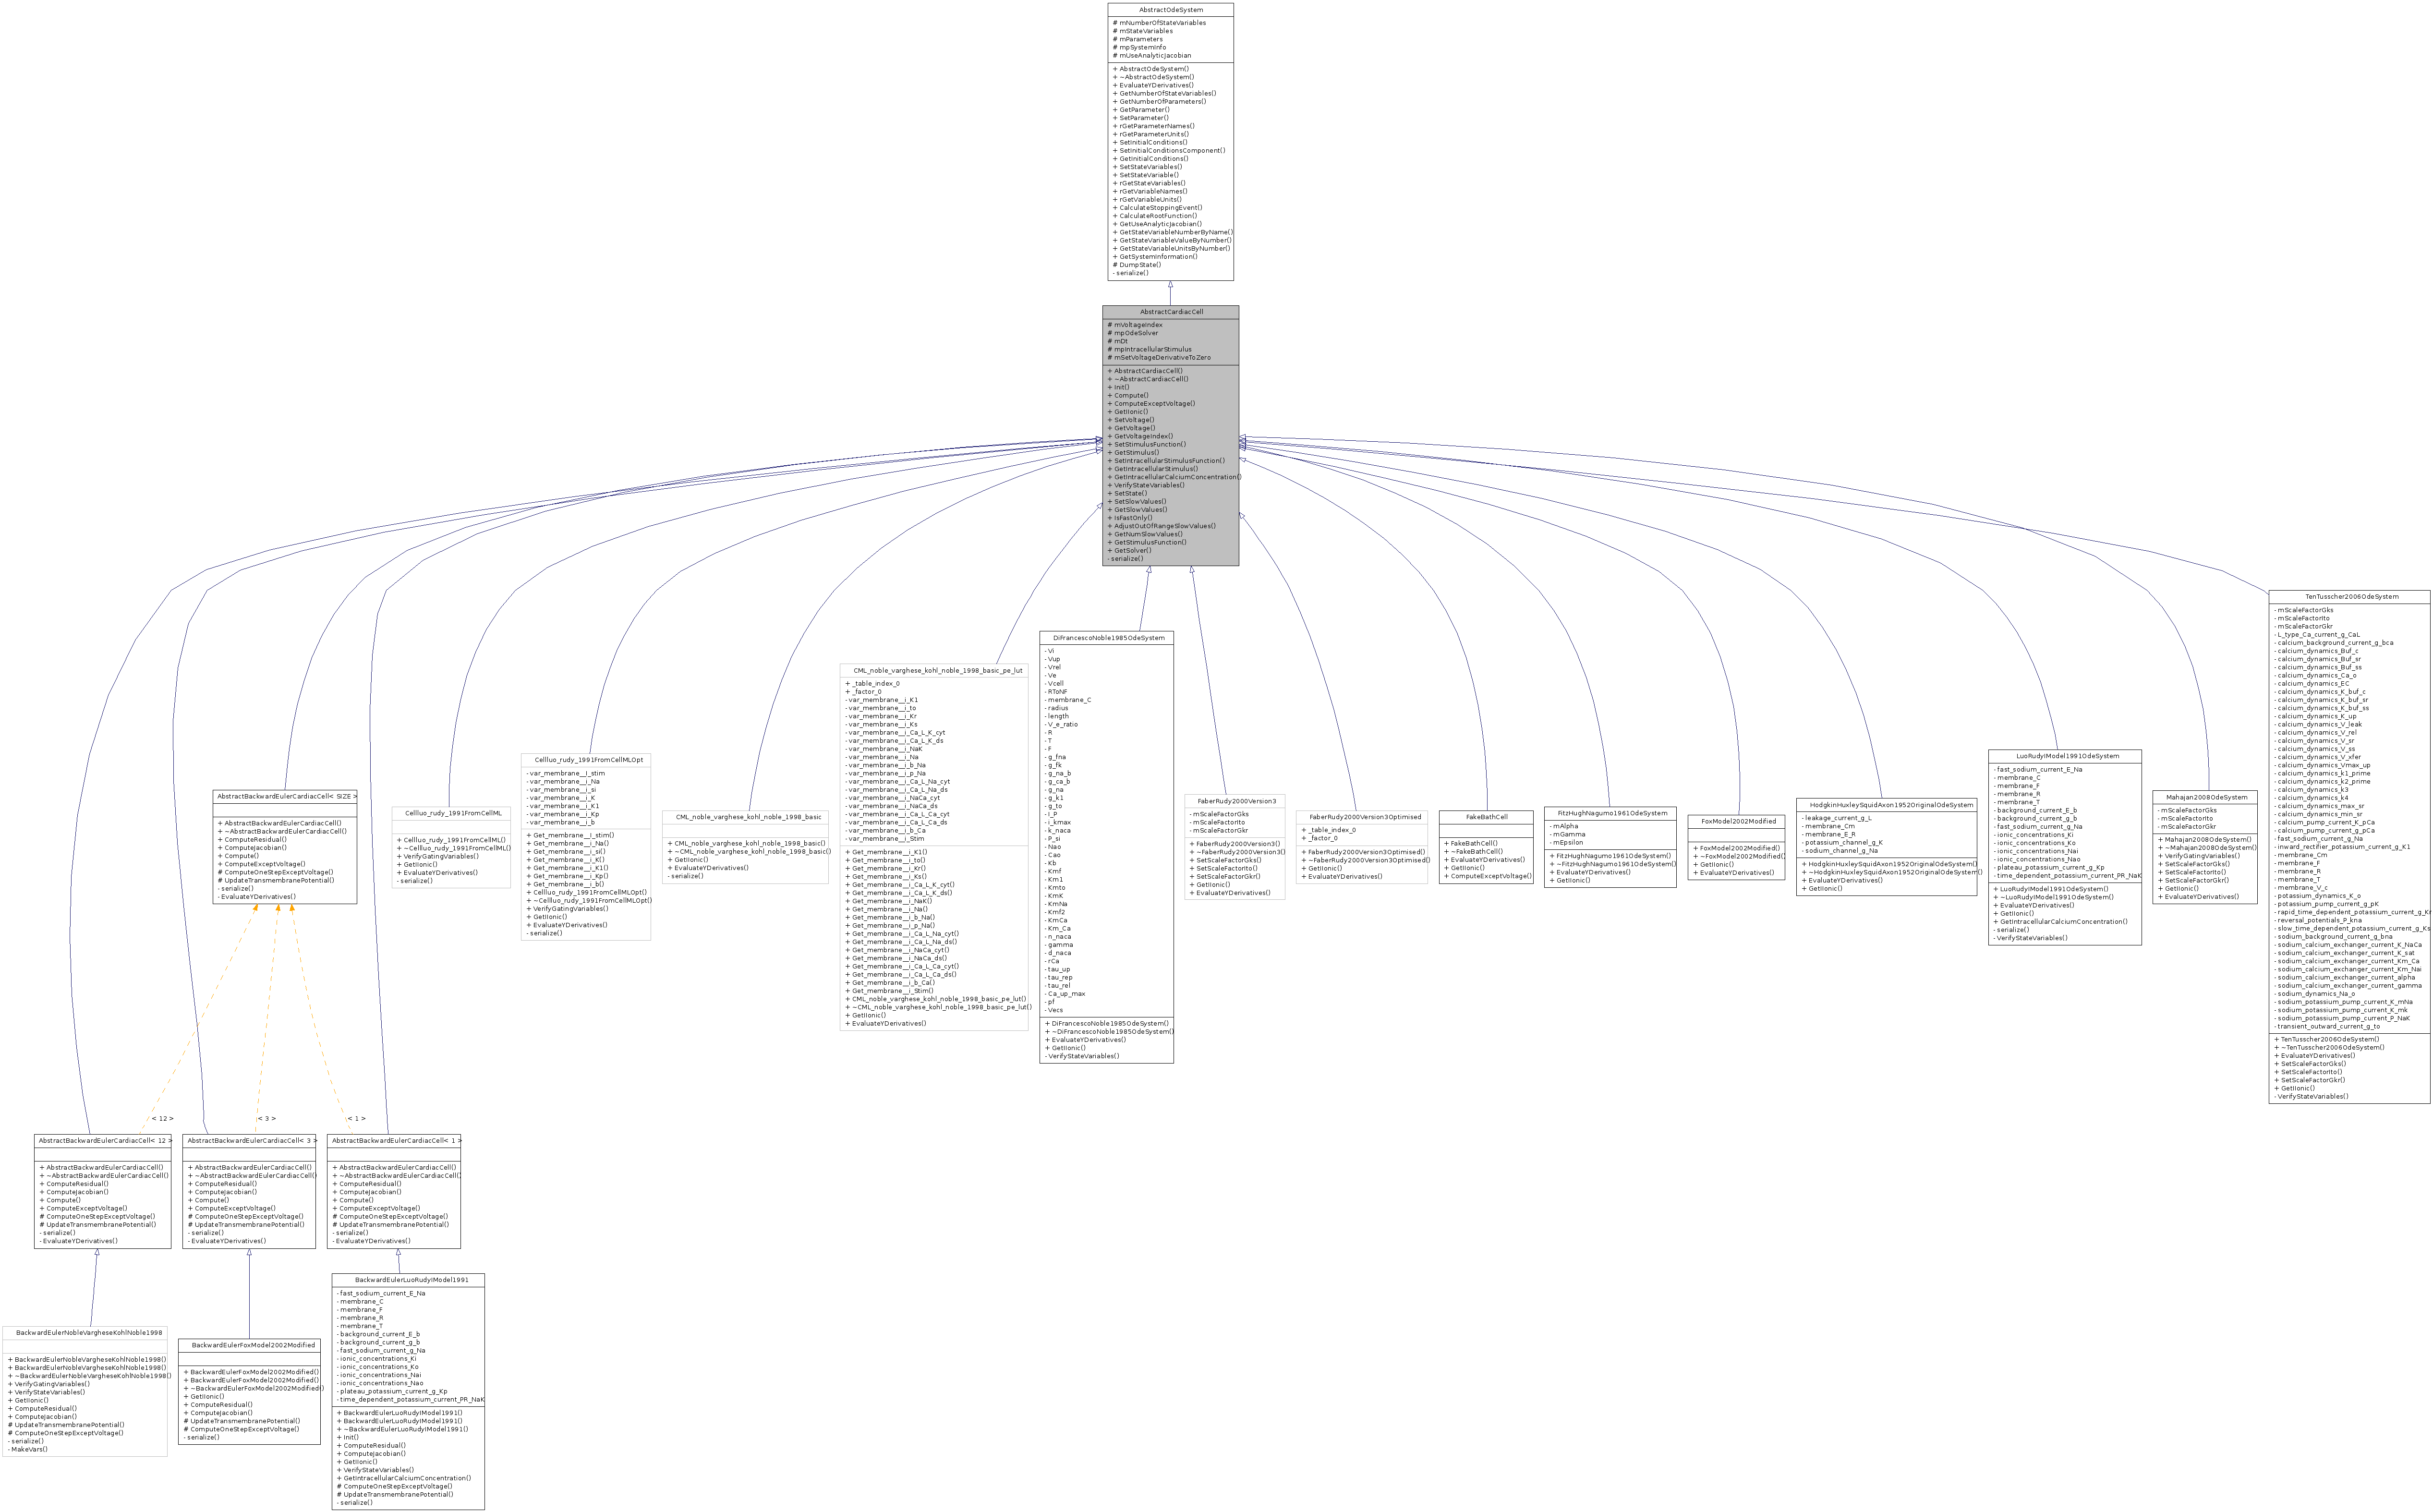 AbstractOdeSystem
# mNumberOfStateVariables
# mStateVariables
# mParameters
# mpSystemInfo
# mUseAnalyticJacobian
+ AbstractOdeSystem()
+ ~AbstractOdeSystem()
+ EvaluateYDerivatives()
+ GetNumberOfStateVariables()
+ GetNumberOfParameters()
+ GetParameter()
+ SetParameter()
+ rGetParameterNames()
+ rGetParameterUnits()
+ SetInitialConditions()
+ SetInitialConditionsComponent()
+ GetInitialConditions()
+ SetStateVariables()
+ SetStateVariable()
+ rGetStateVariables()
+ rGetVariableNames()
+ rGetVariableUnits()
+ CalculateStoppingEvent()
+ CalculateRootFunction()
+ GetUseAnalyticJacobian()
+ GetStateVariableNumberByName()
+ GetStateVariableValueByNumber()
+ GetStateVariableUnitsByNumber()
+ GetSystemInformation()
# DumpState()
- serialize()
AbstractCardiacCell
# mVoltageIndex
# mpOdeSolver
# mDt
# mpIntracellularStimulus
# mSetVoltageDerivativeToZero
+ AbstractCardiacCell()
+ ~AbstractCardiacCell()
+ Init()
+ Compute()
+ ComputeExceptVoltage()
+ GetIIonic()
+ SetVoltage()
+ GetVoltage()
+ GetVoltageIndex()
+ SetStimulusFunction()
+ GetStimulus()
+ SetIntracellularStimulusFunction()
+ GetIntracellularStimulus()
+ GetIntracellularCalciumConcentration()
+ VerifyStateVariables()
+ SetState()
+ SetSlowValues()
+ GetSlowValues()
+ IsFastOnly()
+ AdjustOutOfRangeSlowValues()
+ GetNumSlowValues()
+ GetStimulusFunction()
+ GetSolver()
- serialize()
AbstractBackwardEulerCardiacCell< SIZE >
+ AbstractBackwardEulerCardiacCell()
+ ~AbstractBackwardEulerCardiacCell()
+ ComputeResidual()
+ ComputeJacobian()
+ Compute()
+ ComputeExceptVoltage()
# ComputeOneStepExceptVoltage()
# UpdateTransmembranePotential()
- serialize()
- EvaluateYDerivatives()
Cellluo_rudy_1991FromCellML
+ Cellluo_rudy_1991FromCellML()
+ ~Cellluo_rudy_1991FromCellML()
+ VerifyGatingVariables()
+ GetIIonic()
+ EvaluateYDerivatives()
- serialize()
Cellluo_rudy_1991FromCellMLOpt
- var_membrane__I_stim
- var_membrane__i_Na
- var_membrane__i_si
- var_membrane__i_K
- var_membrane__i_K1
- var_membrane__i_Kp
- var_membrane__i_b
+ Get_membrane__I_stim()
+ Get_membrane__i_Na()
+ Get_membrane__i_si()
+ Get_membrane__i_K()
+ Get_membrane__i_K1()
+ Get_membrane__i_Kp()
+ Get_membrane__i_b()
+ Cellluo_rudy_1991FromCellMLOpt()
+ ~Cellluo_rudy_1991FromCellMLOpt()
+ VerifyGatingVariables()
+ GetIIonic()
+ EvaluateYDerivatives()
- serialize()
CML_noble_varghese_kohl_noble_1998_basic
+ CML_noble_varghese_kohl_noble_1998_basic()
+ ~CML_noble_varghese_kohl_noble_1998_basic()
+ GetIIonic()
+ EvaluateYDerivatives()
- serialize()
CML_noble_varghese_kohl_noble_1998_basic_pe_lut
+ _table_index_0
+ _factor_0
- var_membrane__i_K1
- var_membrane__i_to
- var_membrane__i_Kr
- var_membrane__i_Ks
- var_membrane__i_Ca_L_K_cyt
- var_membrane__i_Ca_L_K_ds
- var_membrane__i_NaK
- var_membrane__i_Na
- var_membrane__i_b_Na
- var_membrane__i_p_Na
- var_membrane__i_Ca_L_Na_cyt
- var_membrane__i_Ca_L_Na_ds
- var_membrane__i_NaCa_cyt
- var_membrane__i_NaCa_ds
- var_membrane__i_Ca_L_Ca_cyt
- var_membrane__i_Ca_L_Ca_ds
- var_membrane__i_b_Ca
- var_membrane__i_Stim
+ Get_membrane__i_K1()
+ Get_membrane__i_to()
+ Get_membrane__i_Kr()
+ Get_membrane__i_Ks()
+ Get_membrane__i_Ca_L_K_cyt()
+ Get_membrane__i_Ca_L_K_ds()
+ Get_membrane__i_NaK()
+ Get_membrane__i_Na()
+ Get_membrane__i_b_Na()
+ Get_membrane__i_p_Na()
+ Get_membrane__i_Ca_L_Na_cyt()
+ Get_membrane__i_Ca_L_Na_ds()
+ Get_membrane__i_NaCa_cyt()
+ Get_membrane__i_NaCa_ds()
+ Get_membrane__i_Ca_L_Ca_cyt()
+ Get_membrane__i_Ca_L_Ca_ds()
+ Get_membrane__i_b_Ca()
+ Get_membrane__i_Stim()
+ CML_noble_varghese_kohl_noble_1998_basic_pe_lut()
+ ~CML_noble_varghese_kohl_noble_1998_basic_pe_lut()
+ GetIIonic()
+ EvaluateYDerivatives()
DiFrancescoNoble1985OdeSystem
- Vi
- Vup
- Vrel
- Ve
- Vcell
- RToNF
- membrane_C
- radius
- length
- V_e_ratio
- R
- T
- F
- g_fna
- g_fk
- g_na_b
- g_ca_b
- g_na
- g_k1
- g_to
- I_P
- i_kmax
- k_naca
- P_si
- Nao
- Cao
- Kb
- Kmf
- Km1
- Kmto
- KmK
- KmNa
- Kmf2
- KmCa
- Km_Ca
- n_naca
- gamma
- d_naca
- rCa
- tau_up
- tau_rep
- tau_rel
- Ca_up_max
- pf
- Vecs
+ DiFrancescoNoble1985OdeSystem()
+ ~DiFrancescoNoble1985OdeSystem()
+ EvaluateYDerivatives()
+ GetIIonic()
- VerifyStateVariables()
FaberRudy2000Version3
- mScaleFactorGks
- mScaleFactorIto
- mScaleFactorGkr
+ FaberRudy2000Version3()
+ ~FaberRudy2000Version3()
+ SetScaleFactorGks()
+ SetScaleFactorIto()
+ SetScaleFactorGkr()
+ GetIIonic()
+ EvaluateYDerivatives()
FaberRudy2000Version3Optimised
+ _table_index_0
+ _factor_0
+ FaberRudy2000Version3Optimised()
+ ~FaberRudy2000Version3Optimised()
+ GetIIonic()
+ EvaluateYDerivatives()
FakeBathCell
+ FakeBathCell()
+ ~FakeBathCell()
+ EvaluateYDerivatives()
+ GetIIonic()
+ ComputeExceptVoltage()
FitzHughNagumo1961OdeSystem
- mAlpha
- mGamma
- mEpsilon
+ FitzHughNagumo1961OdeSystem()
+ ~FitzHughNagumo1961OdeSystem()
+ EvaluateYDerivatives()
+ GetIIonic()
FoxModel2002Modified
+ FoxModel2002Modified()
+ ~FoxModel2002Modified()
+ GetIIonic()
+ EvaluateYDerivatives()
HodgkinHuxleySquidAxon1952OriginalOdeSystem
- leakage_current_g_L
- membrane_Cm
- membrane_E_R
- potassium_channel_g_K
- sodium_channel_g_Na
+ HodgkinHuxleySquidAxon1952OriginalOdeSystem()
+ ~HodgkinHuxleySquidAxon1952OriginalOdeSystem()
+ EvaluateYDerivatives()
+ GetIIonic()
LuoRudyIModel1991OdeSystem
- fast_sodium_current_E_Na
- membrane_C
- membrane_F
- membrane_R
- membrane_T
- background_current_E_b
- background_current_g_b
- fast_sodium_current_g_Na
- ionic_concentrations_Ki
- ionic_concentrations_Ko
- ionic_concentrations_Nai
- ionic_concentrations_Nao
- plateau_potassium_current_g_Kp
- time_dependent_potassium_current_PR_NaK
+ LuoRudyIModel1991OdeSystem()
+ ~LuoRudyIModel1991OdeSystem()
+ EvaluateYDerivatives()
+ GetIIonic()
+ GetIntracellularCalciumConcentration()
- serialize()
- VerifyStateVariables()
Mahajan2008OdeSystem
- mScaleFactorGks
- mScaleFactorIto
- mScaleFactorGkr
+ Mahajan2008OdeSystem()
+ ~Mahajan2008OdeSystem()
+ VerifyGatingVariables()
+ SetScaleFactorGks()
+ SetScaleFactorIto()
+ SetScaleFactorGkr()
+ GetIIonic()
+ EvaluateYDerivatives()
TenTusscher2006OdeSystem
- mScaleFactorGks
- mScaleFactorIto
- mScaleFactorGkr
- L_type_Ca_current_g_CaL
- calcium_background_current_g_bca
- calcium_dynamics_Buf_c
- calcium_dynamics_Buf_sr
- calcium_dynamics_Buf_ss
- calcium_dynamics_Ca_o
- calcium_dynamics_EC
- calcium_dynamics_K_buf_c
- calcium_dynamics_K_buf_sr
- calcium_dynamics_K_buf_ss
- calcium_dynamics_K_up
- calcium_dynamics_V_leak
- calcium_dynamics_V_rel
- calcium_dynamics_V_sr
- calcium_dynamics_V_ss
- calcium_dynamics_V_xfer
- calcium_dynamics_Vmax_up
- calcium_dynamics_k1_prime
- calcium_dynamics_k2_prime
- calcium_dynamics_k3
- calcium_dynamics_k4
- calcium_dynamics_max_sr
- calcium_dynamics_min_sr
- calcium_pump_current_K_pCa
- calcium_pump_current_g_pCa
- fast_sodium_current_g_Na
- inward_rectifier_potassium_current_g_K1
- membrane_Cm
- membrane_F
- membrane_R
- membrane_T
- membrane_V_c
- potassium_dynamics_K_o
- potassium_pump_current_g_pK
- rapid_time_dependent_potassium_current_g_Kr
- reversal_potentials_P_kna
- slow_time_dependent_potassium_current_g_Ks
- sodium_background_current_g_bna
- sodium_calcium_exchanger_current_K_NaCa
- sodium_calcium_exchanger_current_K_sat
- sodium_calcium_exchanger_current_Km_Ca
- sodium_calcium_exchanger_current_Km_Nai
- sodium_calcium_exchanger_current_alpha
- sodium_calcium_exchanger_current_gamma
- sodium_dynamics_Na_o
- sodium_potassium_pump_current_K_mNa
- sodium_potassium_pump_current_K_mk
- sodium_potassium_pump_current_P_NaK
- transient_outward_current_g_to
+ TenTusscher2006OdeSystem()
+ ~TenTusscher2006OdeSystem()
+ EvaluateYDerivatives()
+ SetScaleFactorGks()
+ SetScaleFactorIto()
+ SetScaleFactorGkr()
+ GetIIonic()
- VerifyStateVariables()
< 12 >
< 3 >
< 1 >
AbstractBackwardEulerCardiacCell< 12 >
+ AbstractBackwardEulerCardiacCell()
+ ~AbstractBackwardEulerCardiacCell()
+ ComputeResidual()
+ ComputeJacobian()
+ Compute()
+ ComputeExceptVoltage()
# ComputeOneStepExceptVoltage()
# UpdateTransmembranePotential()
- serialize()
- EvaluateYDerivatives()
AbstractBackwardEulerCardiacCell< 3 >
+ AbstractBackwardEulerCardiacCell()
+ ~AbstractBackwardEulerCardiacCell()
+ ComputeResidual()
+ ComputeJacobian()
+ Compute()
+ ComputeExceptVoltage()
# ComputeOneStepExceptVoltage()
# UpdateTransmembranePotential()
- serialize()
- EvaluateYDerivatives()
AbstractBackwardEulerCardiacCell< 1 >
+ AbstractBackwardEulerCardiacCell()
+ ~AbstractBackwardEulerCardiacCell()
+ ComputeResidual()
+ ComputeJacobian()
+ Compute()
+ ComputeExceptVoltage()
# ComputeOneStepExceptVoltage()
# UpdateTransmembranePotential()
- serialize()
- EvaluateYDerivatives()
BackwardEulerNobleVargheseKohlNoble1998
+ BackwardEulerNobleVargheseKohlNoble1998()
+ BackwardEulerNobleVargheseKohlNoble1998()
+ ~BackwardEulerNobleVargheseKohlNoble1998()
+ VerifyGatingVariables()
+ VerifyStateVariables()
+ GetIIonic()
+ ComputeResidual()
+ ComputeJacobian()
# UpdateTransmembranePotential()
# ComputeOneStepExceptVoltage()
- serialize()
- MakeVars()
BackwardEulerFoxModel2002Modified
+ BackwardEulerFoxModel2002Modified()
+ BackwardEulerFoxModel2002Modified()
+ ~BackwardEulerFoxModel2002Modified()
+ GetIIonic()
+ ComputeResidual()
+ ComputeJacobian()
# UpdateTransmembranePotential()
# ComputeOneStepExceptVoltage()
- serialize()
BackwardEulerLuoRudyIModel1991
- fast_sodium_current_E_Na
- membrane_C
- membrane_F
- membrane_R
- membrane_T
- background_current_E_b
- background_current_g_b
- fast_sodium_current_g_Na
- ionic_concentrations_Ki
- ionic_concentrations_Ko
- ionic_concentrations_Nai
- ionic_concentrations_Nao
- plateau_potassium_current_g_Kp
- time_dependent_potassium_current_PR_NaK
+ BackwardEulerLuoRudyIModel1991()
+ BackwardEulerLuoRudyIModel1991()
+ ~BackwardEulerLuoRudyIModel1991()
+ Init()
+ ComputeResidual()
+ ComputeJacobian()
+ GetIIonic()
+ VerifyStateVariables()
+ GetIntracellularCalciumConcentration()
# ComputeOneStepExceptVoltage()
# UpdateTransmembranePotential()
- serialize()